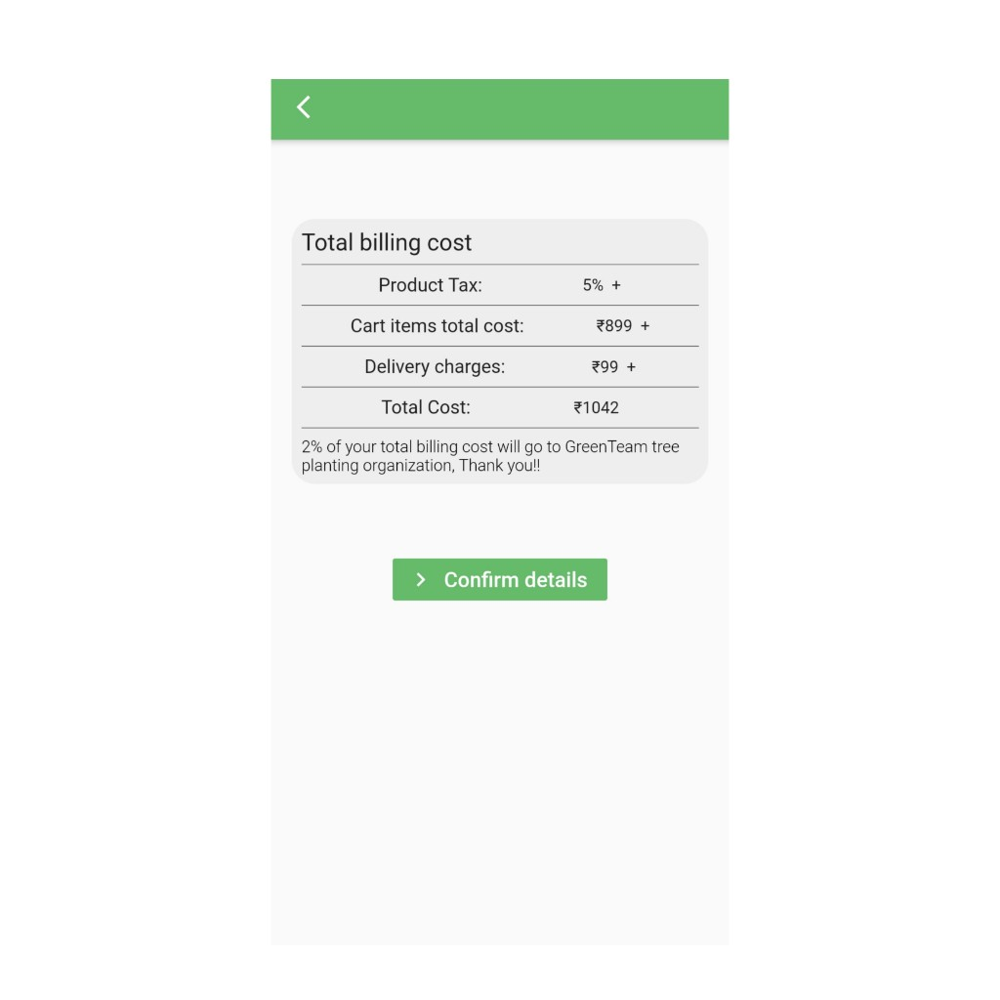 Total billing cost
Product Tax: 5% +
Cart items total cost: ₹899 +
Delivery charges: ₹99 +
Total Cost: ₹1042
2% of your total billing cost will go to GreenTeam tree
planting organization, Thank you!!
Confirm details